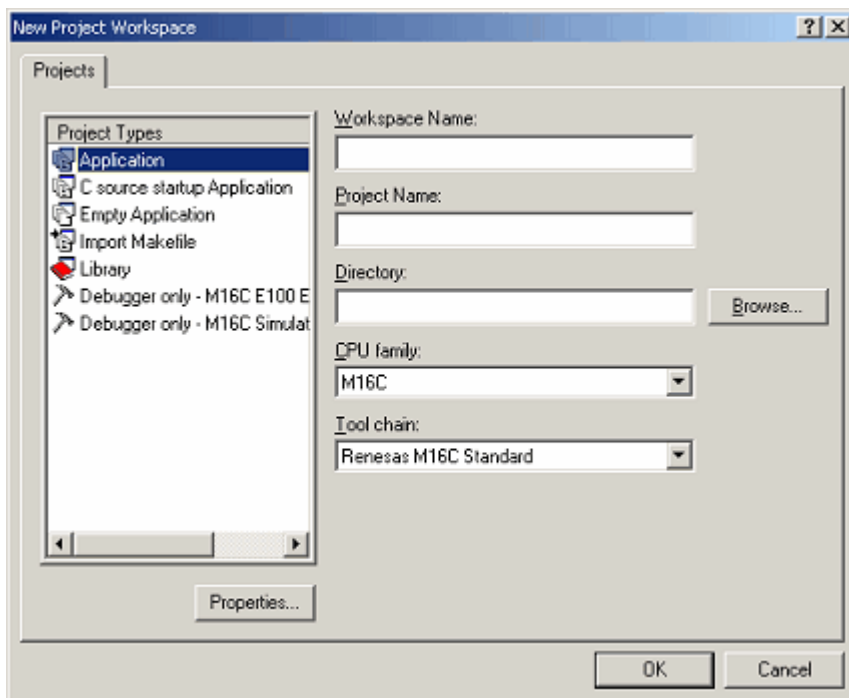 New Project Workspace
Projects
Project Types
Application
C source startup Application
Empty Application
Import Makefile
Library
Debugger only - M16C E100 E
Debugger only - M16C Simulat
Properties...
Workspace Name:
Project Name:
Directory:
Browse...
CPU family:
M16C
Tool chain:
Renesas M16C Standard
OK Cancel